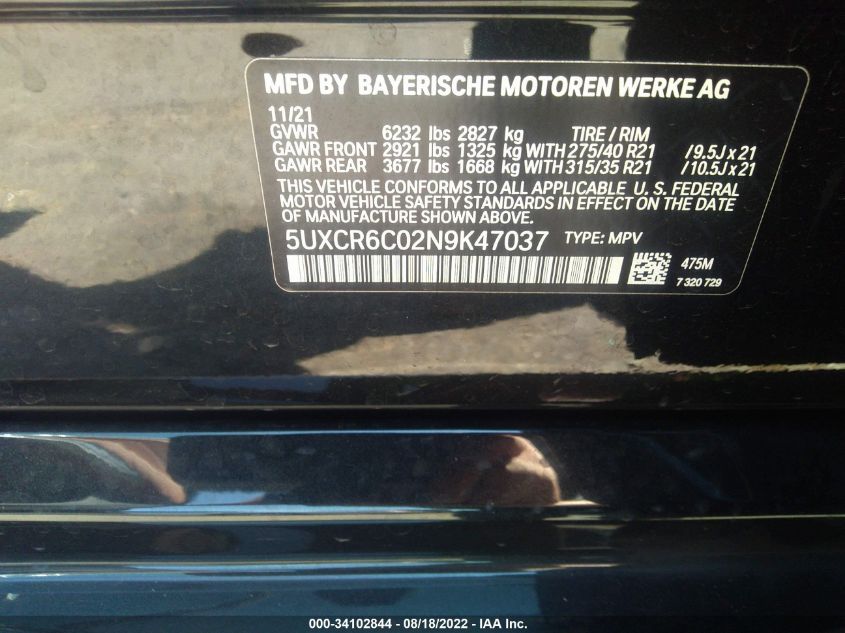 MFD BY BAYERISCHE MOTOREN WERKE AG
11/21
GVWR 6232 lbs 2827 kg TIRE / RIM
GAWR FRONT 2921 lbs 1325 kg WITH 275/40 R21 /9.5J x 21
GAWR REAR 3677 lbs 1668 kg WITH 315/35 R21 /10.5J x 21
THIS VEHICLE CONFORMS TO ALL APPLICABLE U. S. FEDERAL
MOTOR VEHICLE SAFETY STANDARDS IN EFFECT ON THE DATE
OF MANUFACTURE SHOWN ABOVE.
5UXCR6C02N9K47037 TYPE: MPV
475M
7 320 729
000-34102844 - 08/18/2022 - IAA Inc.